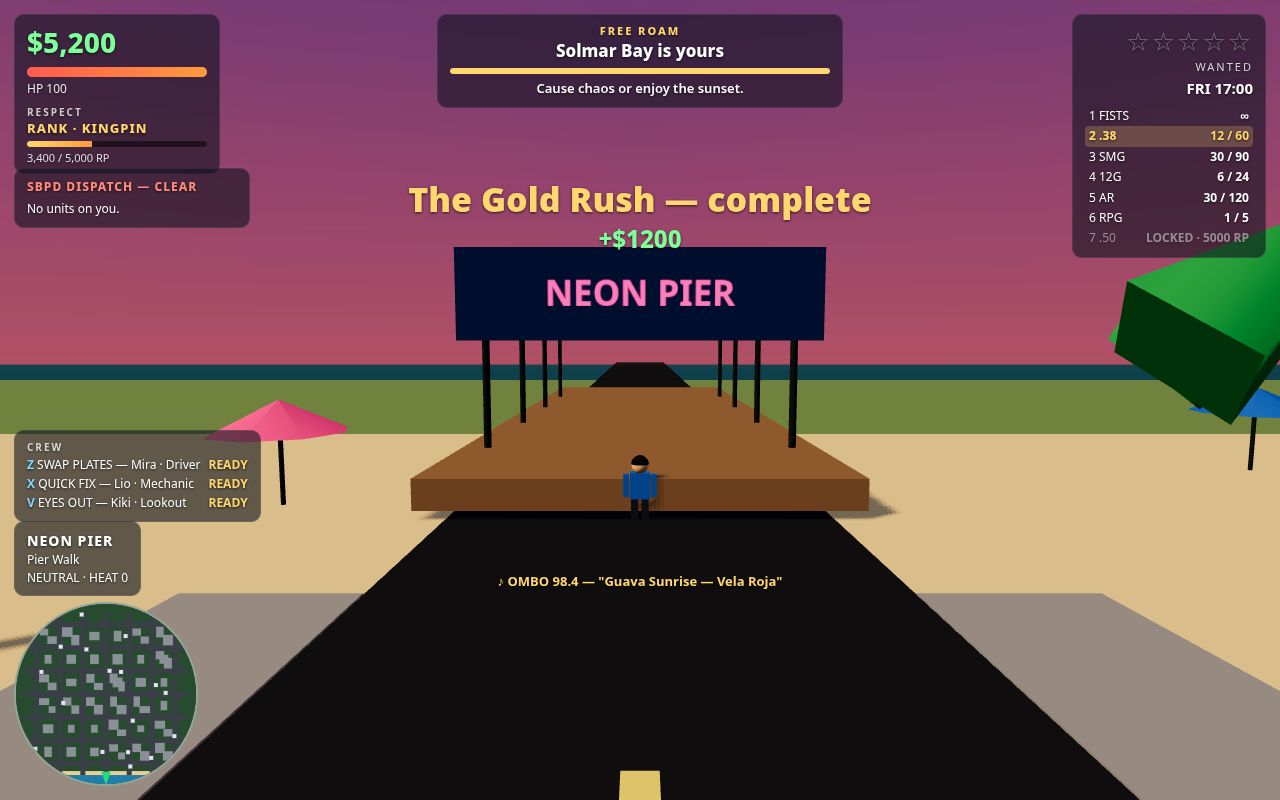 $5,200
HP 100
RESPECT
RANK · KINGPIN
3,400 / 5,000 RP
SBPD DISPATCH — CLEAR
No units on you.
FREE ROAM
Solmar Bay is yours
Cause chaos or enjoy the sunset.
☆☆☆☆☆
WANTED
FRI 17:00
1 FISTS ∞
2 .38 12 / 60
3 SMG 30 / 90
4 12G 6 / 24
5 AR 30 / 120
6 RPG 1 / 5
7 .50 LOCKED · 5000 RP
The Gold Rush — complete
+$1200
NEON PIER
CREW
Z SWAP PLATES — Mira · Driver READY
X QUICK FIX — Lio · Mechanic READY
V EYES OUT — Kiki · Lookout READY
NEON PIER
Pier Walk
NEUTRAL · HEAT 0
♪ OMBO 98.4 — "Guava Sunrise — Vela Roja"